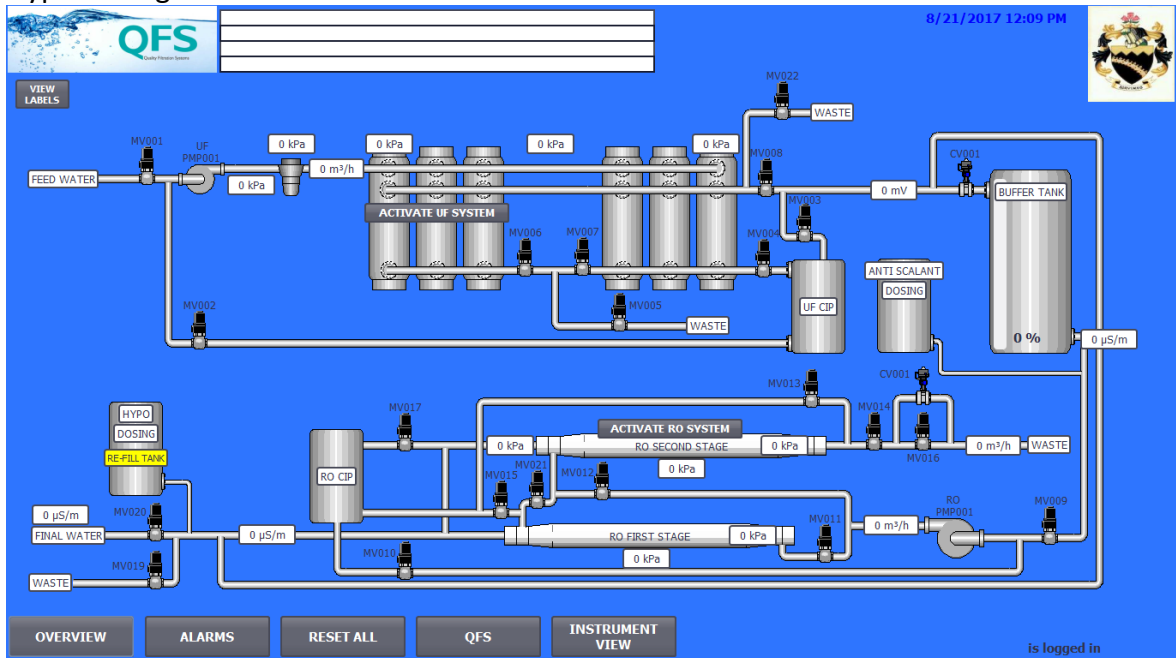 8/21/2017 12:09 PM
QFS
Quality Filtration Systems
VIEW
LABELS
MV022
WASTE
MV001
UF
PMP001
0 kPa
0 kPa
0 kPa
0 kPa
MV008
CV001
FEED WATER
0 kPa
0 m³/h
0 mV
BUFFER TANK
ACTIVATE UF SYSTEM
MV003
MV006
MV007
MV004
ANTI SCALANT
DOSING
MV002
MV005
WASTE
UF CIP
0 %
0 µS/m
MV013
CV001
HYPO
DOSING
RE-FILL TANK
MV017
ACTIVATE RO SYSTEM
MV014
0 kPa
RO SECOND STAGE
0 kPa
0 m³/h
WASTE
MV016
RO CIP
MV015
MV021
MV012
0 kPa
0 µS/m
MV020
RO
PMP001
MV009
FINAL WATER
0 µS/m
RO FIRST STAGE
0 kPa
MV011
0 m³/h
MV019
MV010
0 kPa
WASTE
OVERVIEW
ALARMS
RESET ALL
QFS
INSTRUMENT
VIEW
is logged in